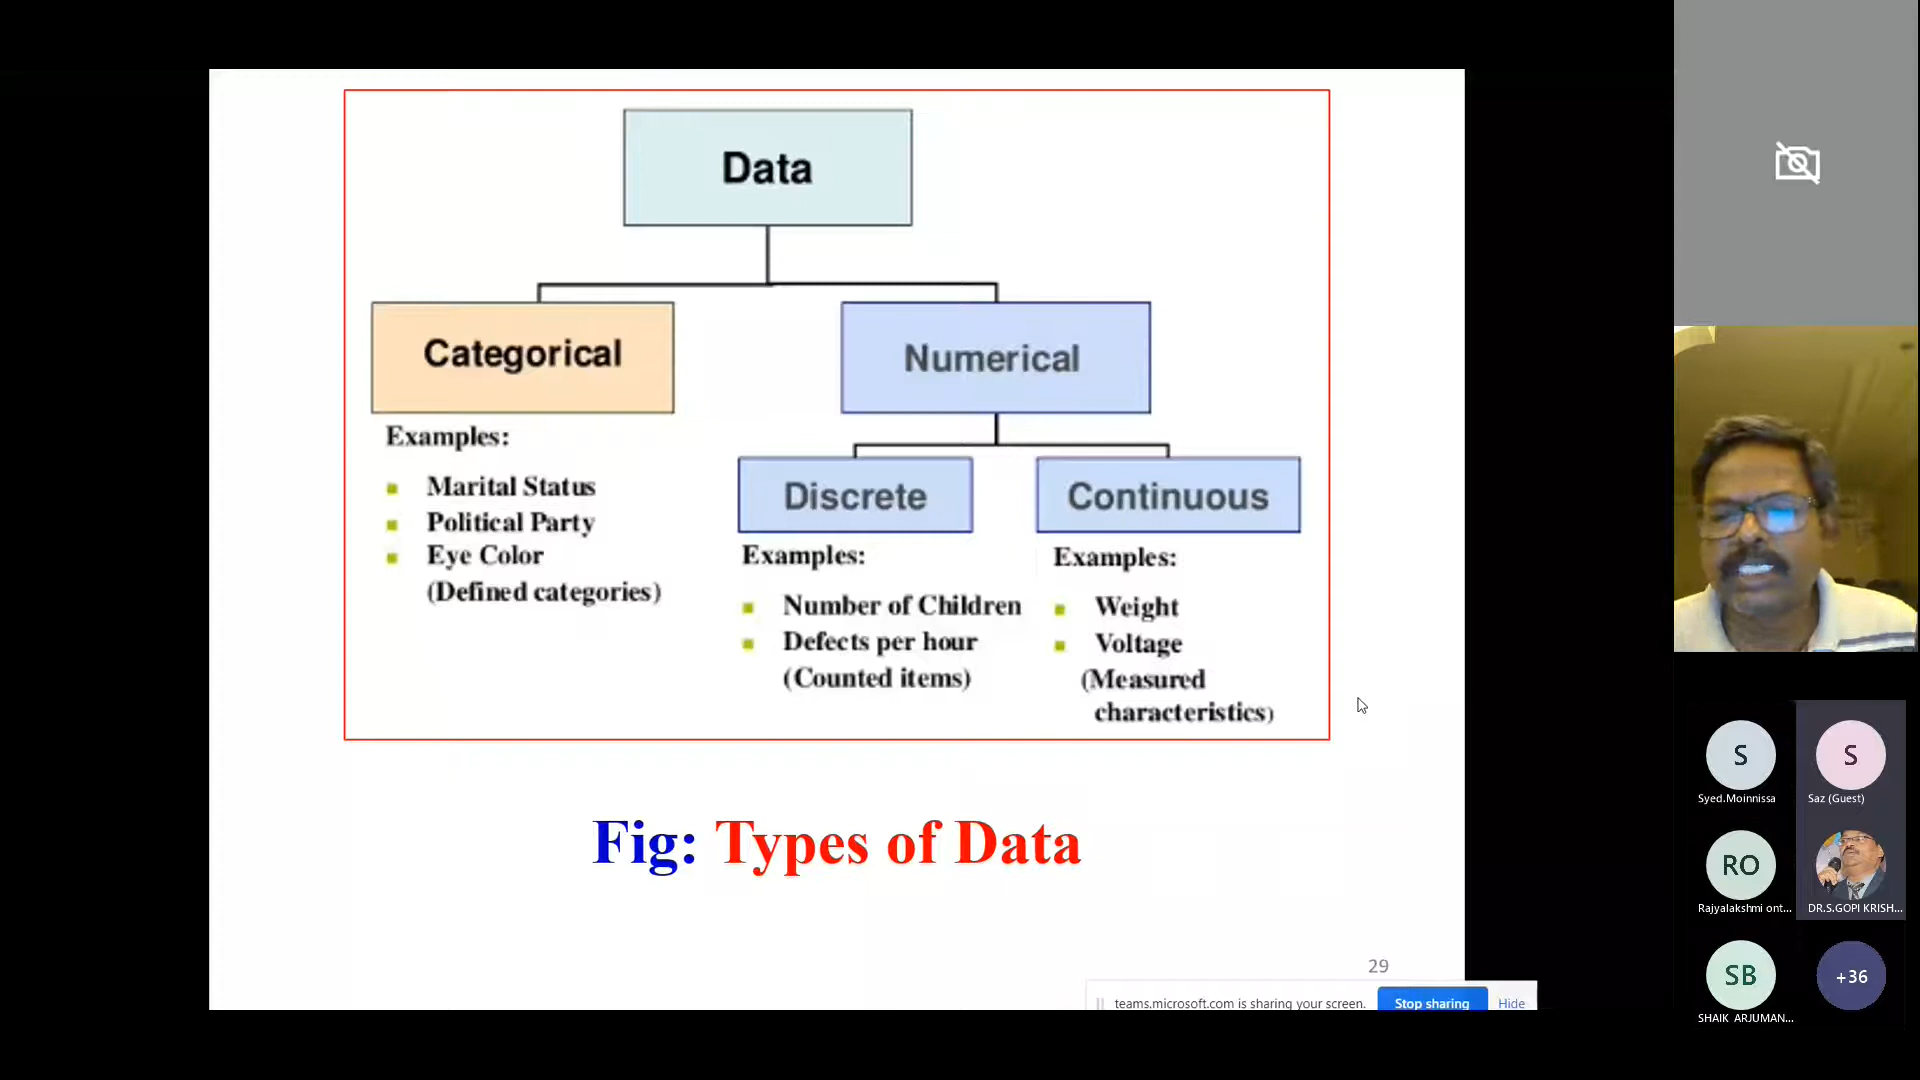 Data
Categorical
Numerical
Examples:
Marital Status
Political Party
Eye Color
(Defined categories)
Discrete
Continuous
Examples:
Number of Children
Defects per hour
(Counted items)
Examples:
Weight
Voltage
(Measured
characteristics)
Fig: Types of Data
29
teams.microsoft.com is sharing your screen.
Stop sharing
Hide
S
Syed.Moinnissa
S
Saz (Guest)
RO
Rajyalakshmi ont...
DR.S.GOPI KRISH...
SB
SHAIK ARJUMAN...
+36